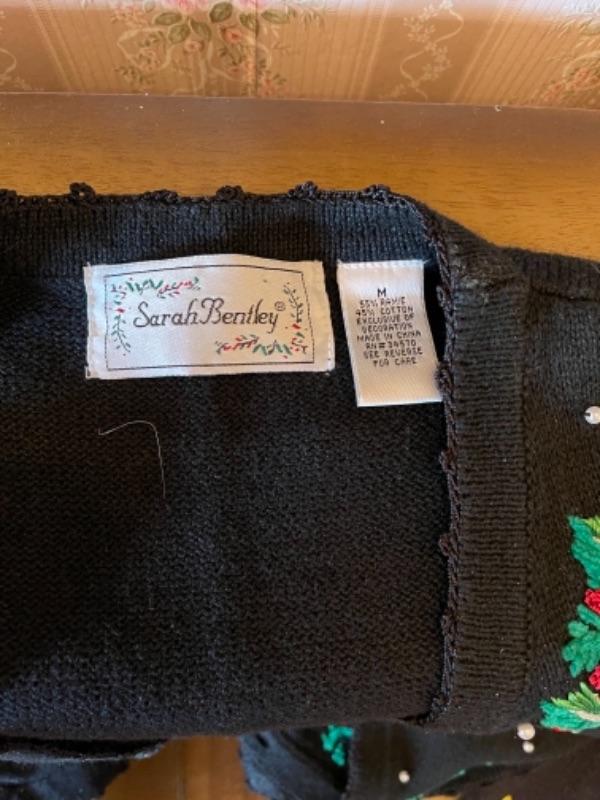 Sarah Bentley®
M
55% RAMIE
45% COTTON
EXCLUSIVE OF
DECORATION
MADE IN CHINA
RN# 34570
SEE REVERSE
FOR CARE